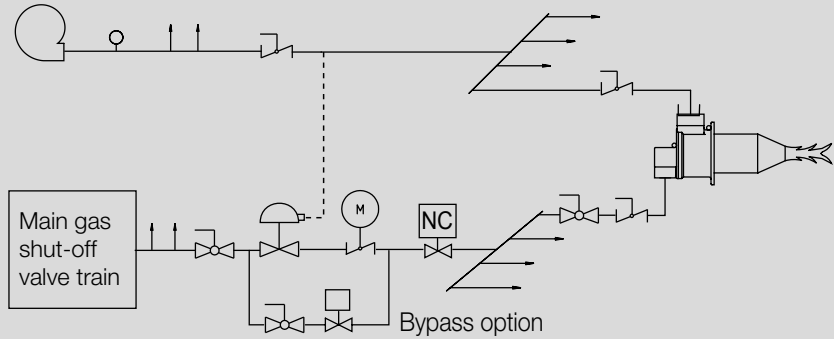 M
NC
Main gas
shut-off
valve train
Bypass option